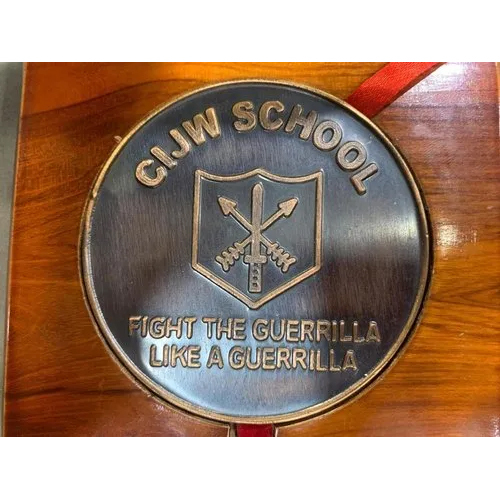 CIJW SCHOOL
FIGHT THE GUERRILLA
LIKE A GUERRILLA